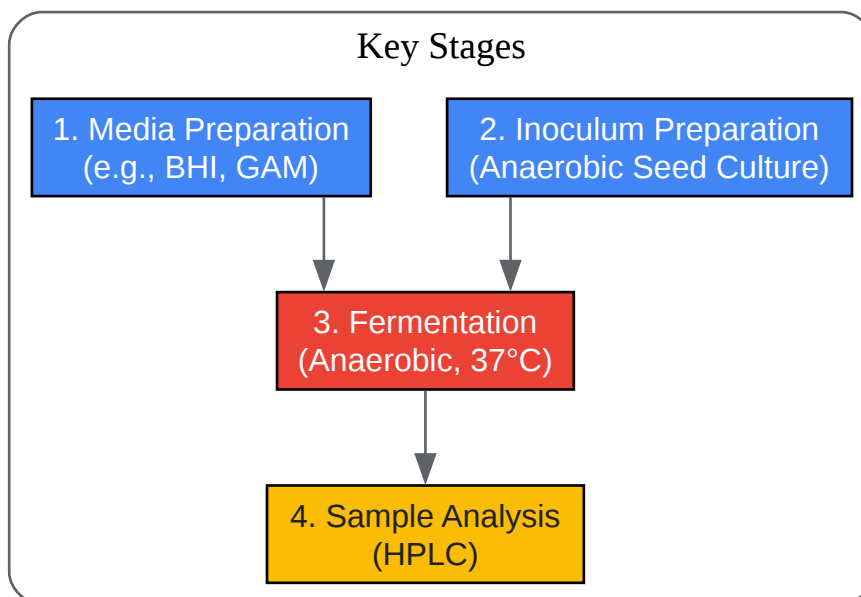 Key Stages
1. Media Preparation
(e.g., BHI, GAM)
2. Inoculum Preparation
(Anaerobic Seed Culture)
3. Fermentation
(Anaerobic, 37°C)
4. Sample Analysis
(HPLC)